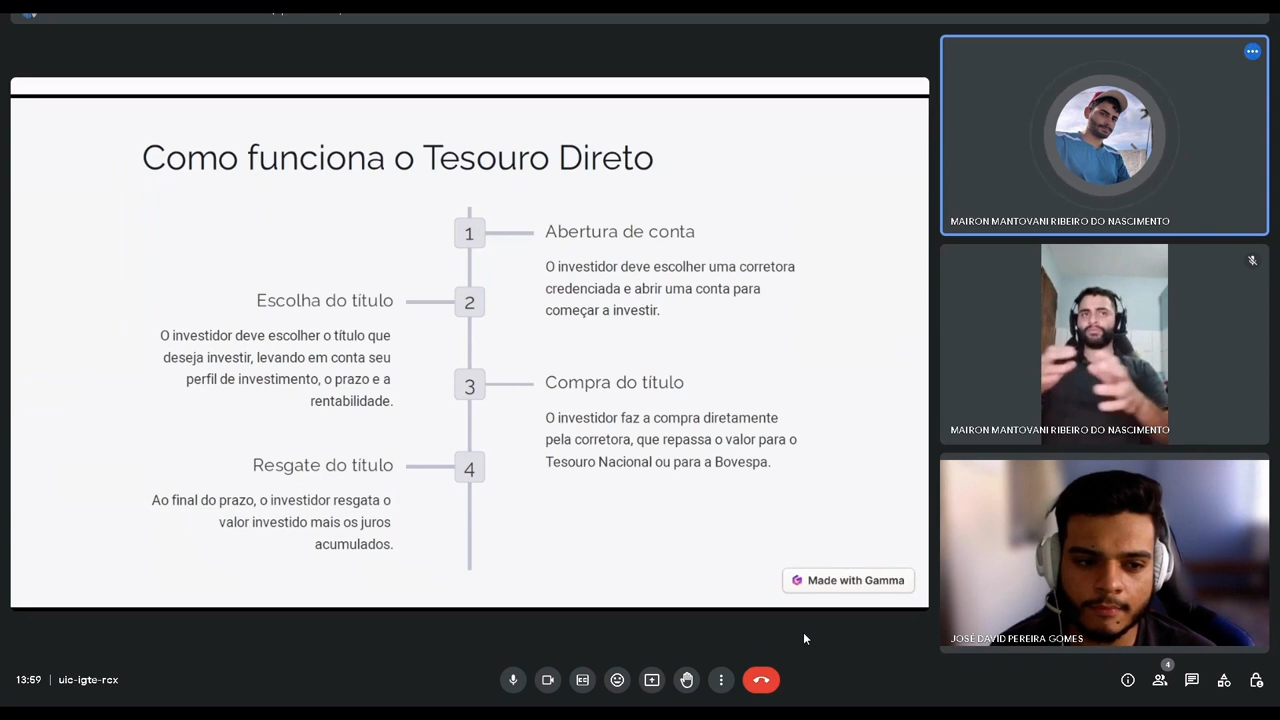 Como funciona o Tesouro Direto
1
Abertura de conta
O investidor deve escolher uma corretora
credenciada e abrir uma conta para
começar a investir.
Escolha do título
2
O investidor deve escolher o título que
deseja investir, levando em conta seu
perfil de investimento, o prazo e a
rentabilidade.
3
Compra do título
O investidor faz a compra diretamente
pela corretora, que repassa o valor para o
Tesouro Nacional ou para a Bovespa.
Resgate do título
4
Ao final do prazo, o investidor resgata o
valor investido mais os juros
acumulados.
Made with Gamma
MAIRON MANTOVANI RIBEIRO DO NASCIMENTO
MAIRON MANTOVANI RIBEIRO DO NASCIMENTO
JOSÉ DAVID PEREIRA GOMES
13:59 | uic-igte-rcx
4